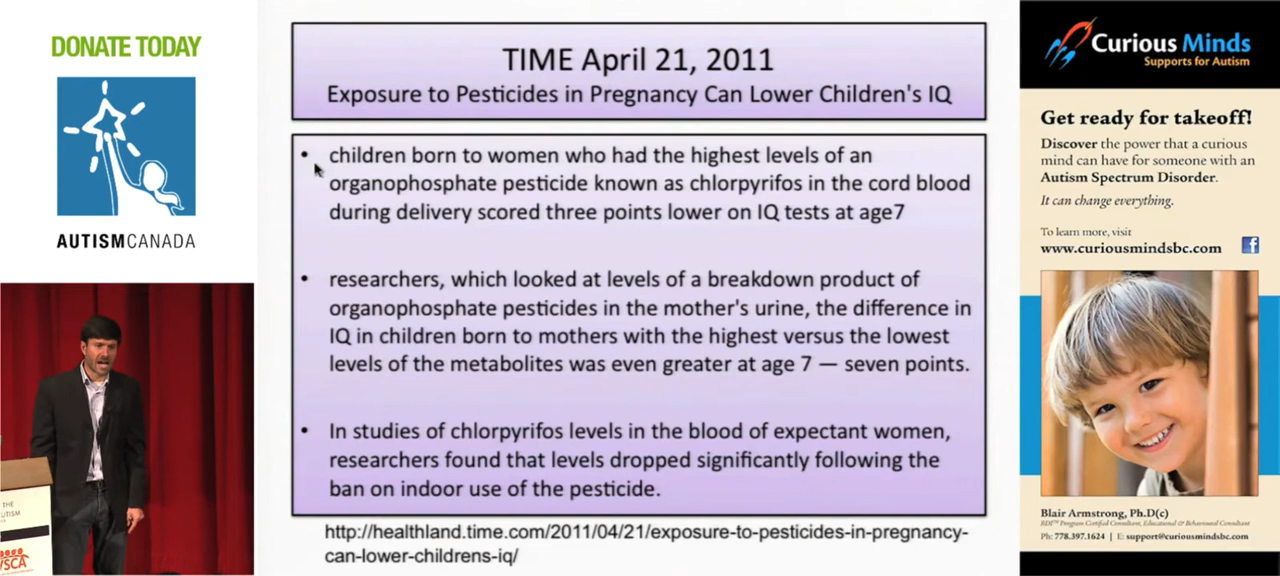 DONATE TODAY
AUTISMCANADA
THE
UTISM
TIME April 21, 2011
Exposure to Pesticides in Pregnancy Can Lower Children's IQ
• children born to women who had the highest levels of an
organophosphate pesticide known as chlorpyrifos in the cord blood
during delivery scored three points lower on IQ tests at age7
• researchers, which looked at levels of a breakdown product of
organophosphate pesticides in the mother's urine, the difference in
IQ in children born to mothers with the highest versus the lowest
levels of the metabolites was even greater at age 7 — seven points.
• In studies of chlorpyrifos levels in the blood of expectant women,
researchers found that levels dropped significantly following the
ban on indoor use of the pesticide.
http://healthland.time.com/2011/04/21/exposure-to-pesticides-in-pregnancy-
can-lower-childrens-iq/
Curious Minds
Supports for Autism
Get ready for takeoff!
Discover the power that a curious
mind can have for someone with an
Autism Spectrum Disorder.
It can change everything.
To learn more, visit
www.curiousmindsbc.com f
Blair Armstrong, Ph.D(c)
RDI™ Program Certified Consultant, Educational & Behavioural Consultant
Ph: 778.397.1624 | E: support@curiousmindsbc.com